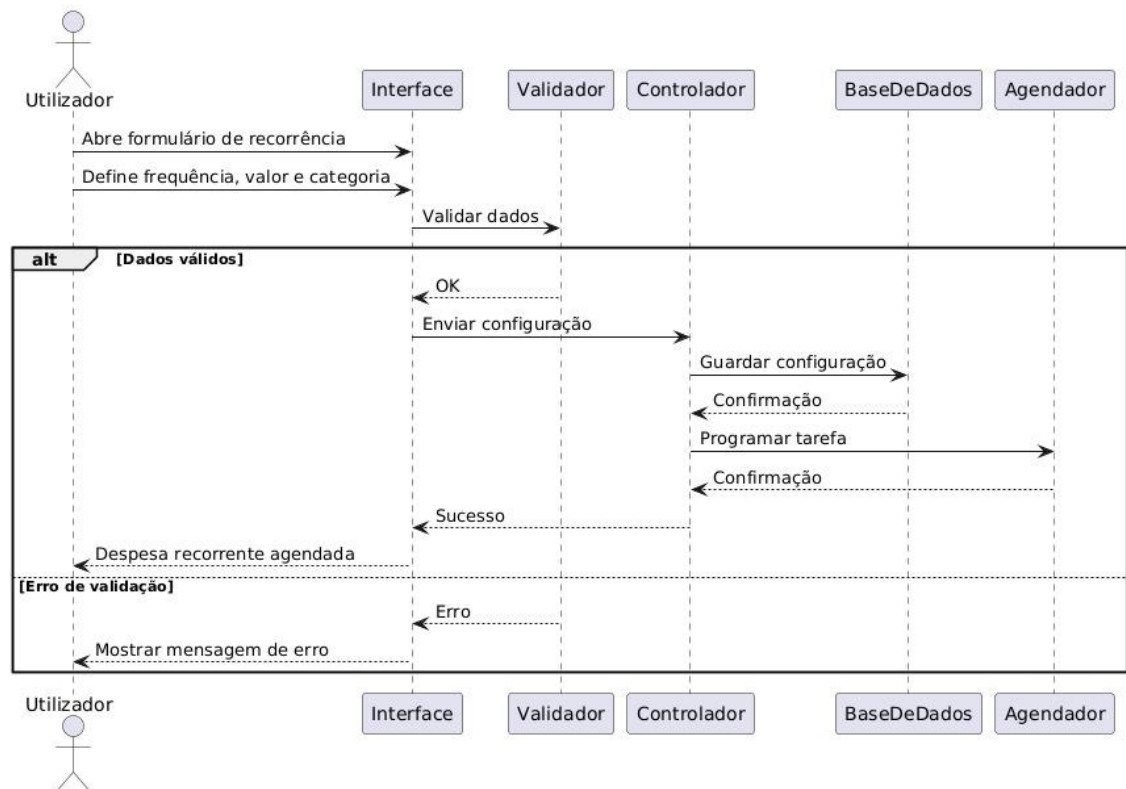 Utilizador
Interface
Validador
Controlador
BaseDeDados
Agendador
Abre formulário de recorrência
Define frequência, valor e categoria
Validar dados
alt
[Dados válidos]
OK
Enviar configuração
Guardar configuração
Confirmação
Programar tarefa
Confirmação
Sucesso
Despesa recorrente agendada
[Erro de validação]
Erro
Mostrar mensagem de erro
Utilizador
Interface
Validador
Controlador
BaseDeDados
Agendador